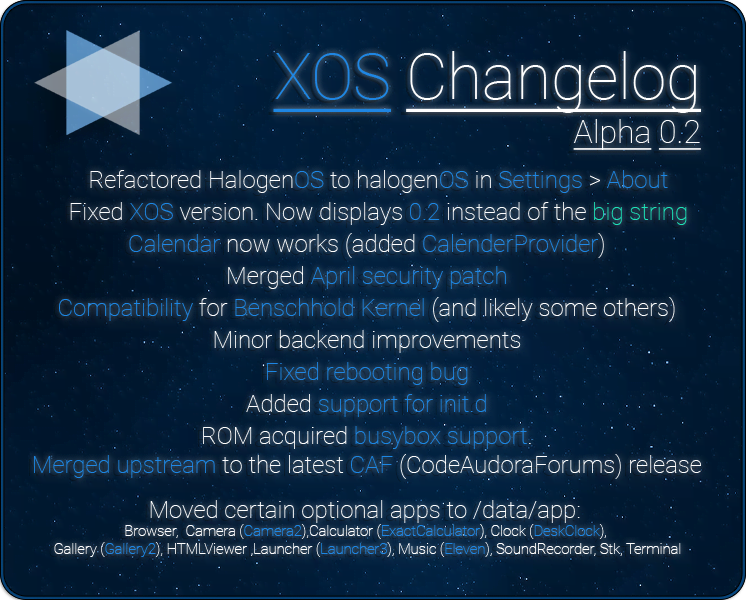 XOS Changelog
Alpha 0.2
Refactored HalogenOS to halogenOS in Settings > About
Fixed XOS version. Now displays 0.2 instead of the big string
Calendar now works (added CalenderProvider)
Merged April security patch
Compatibility for Benschhold Kernel (and likely some others)
Minor backend improvements
Fixed rebooting bug
Added support for init.d
ROM acquired busybox support.
Merged upstream to the latest CAF (CodeAudoraForums) release
Moved certain optional apps to /data/app:
Browser, Camera (Camera2),Calculator (ExactCalculator), Clock (DeskClock),
Gallery (Gallery2), HTMLViewer ,Launcher (Launcher3), Music (Eleven), SoundRecorder, Stk, Terminal